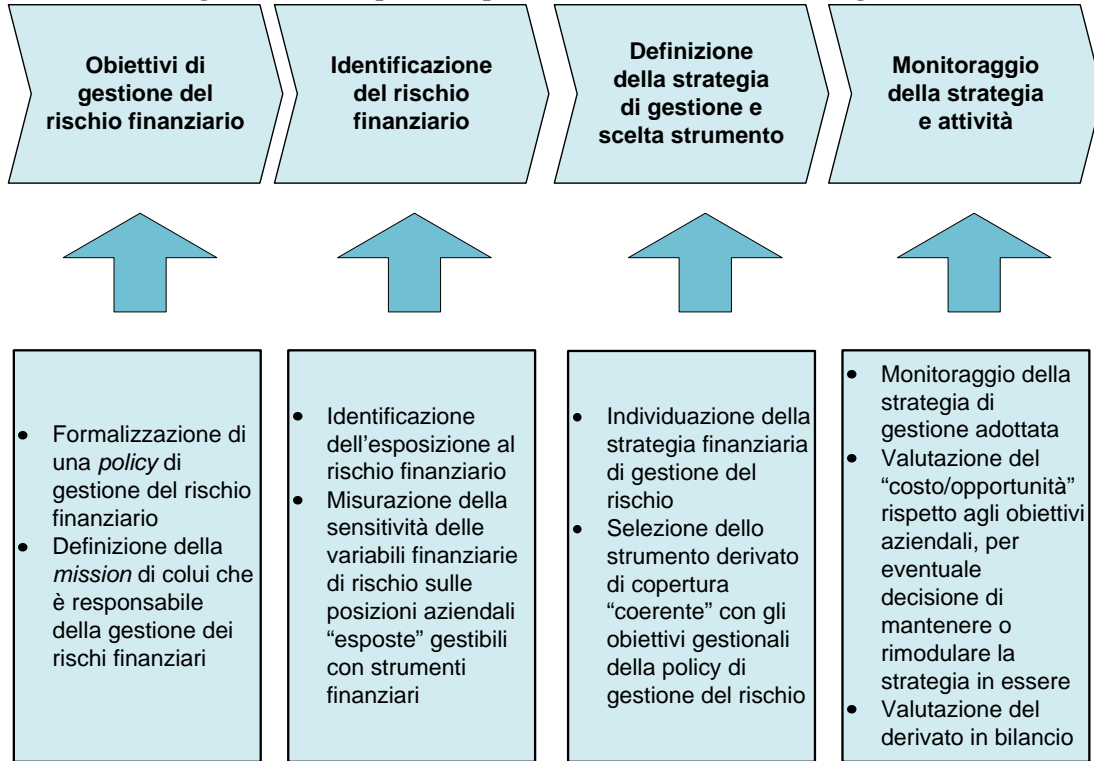 Obiettivi di
gestione del
rischio finanziario
Identificazione
del rischio
finanziario
Definizione
della strategia
di gestione e
scelta strumento
Monitoraggio
della strategia
e attività
• Formalizzazione di
una policy di
gestione del rischio
finanziario
• Definizione della
mission di colui che
è responsabile
della gestione dei
rischi finanziari
• Identificazione
dell’esposizione al
rischio finanziario
• Misurazione della
sensitività delle
variabili finanziarie
di rischio sulle
posizioni aziendali
“esposte” gestibili
con strumenti
finanziari
• Individuazione della
strategia finanziaria
di gestione del
rischio
• Selezione dello
strumento derivato
di copertura
“coerente” con gli
obiettivi gestionali
della policy di
gestione del rischio
• Monitoraggio della
strategia di
gestione adottata
• Valutazione del
“costo/opportunità”
rispetto agli obiettivi
aziendali, per
eventuale
decisione di
mantenere o
rimodulare la
strategia in essere
• Valutazione del
derivato in bilancio